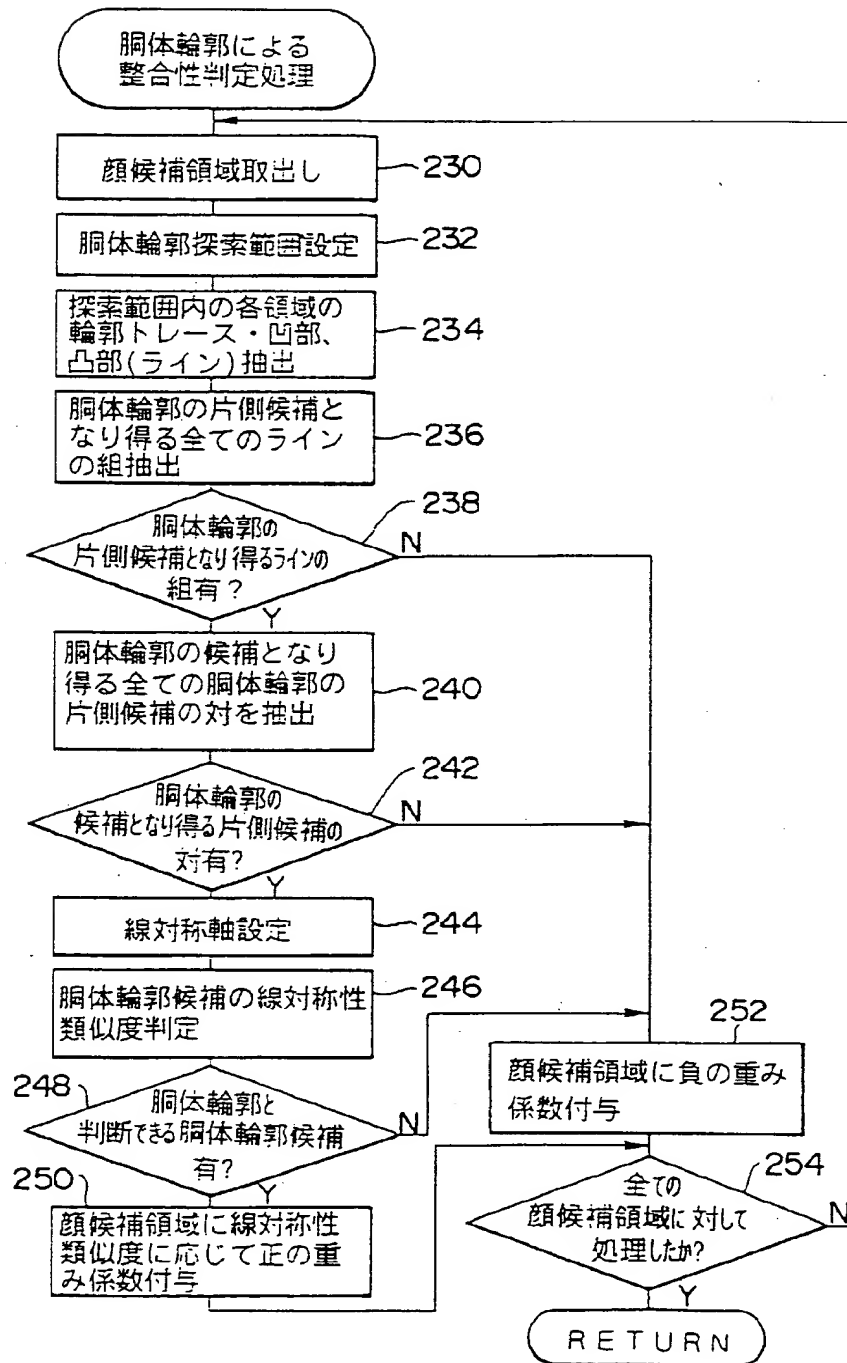 胴体輪郭による
整合性判定処理
顔候補領域取出し
230
胴体輪郭探索範囲設定
232
探索範囲内の各領域の
輪郭トレース・凹部、
凸部(ライン)抽出
234
胴体輪郭の片側候補と
なり得る全てのライン
の組抽出
236
238
胴体輪郭の
片側候補となり得るラインの
組有?
N
Y
胴体輪郭の候補となり
得る全ての胴体輪郭の
片側候補の対を抽出
240
242
胴体輪郭の
候補となり得る片側候補の
対有?
N
Y
線対称軸設定
244
胴体輪郭候補の線対称性
類似度判定
246
248
胴体輪郭と
判断できる胴体輪郭候補
有?
N
Y
250
顔候補領域に線対称性
類似度に応じて正の重
み係数付与
252
顔候補領域に負の重み
係数付与
254
全ての
顔候補領域に対して
処理したか?
N
Y
RETURN